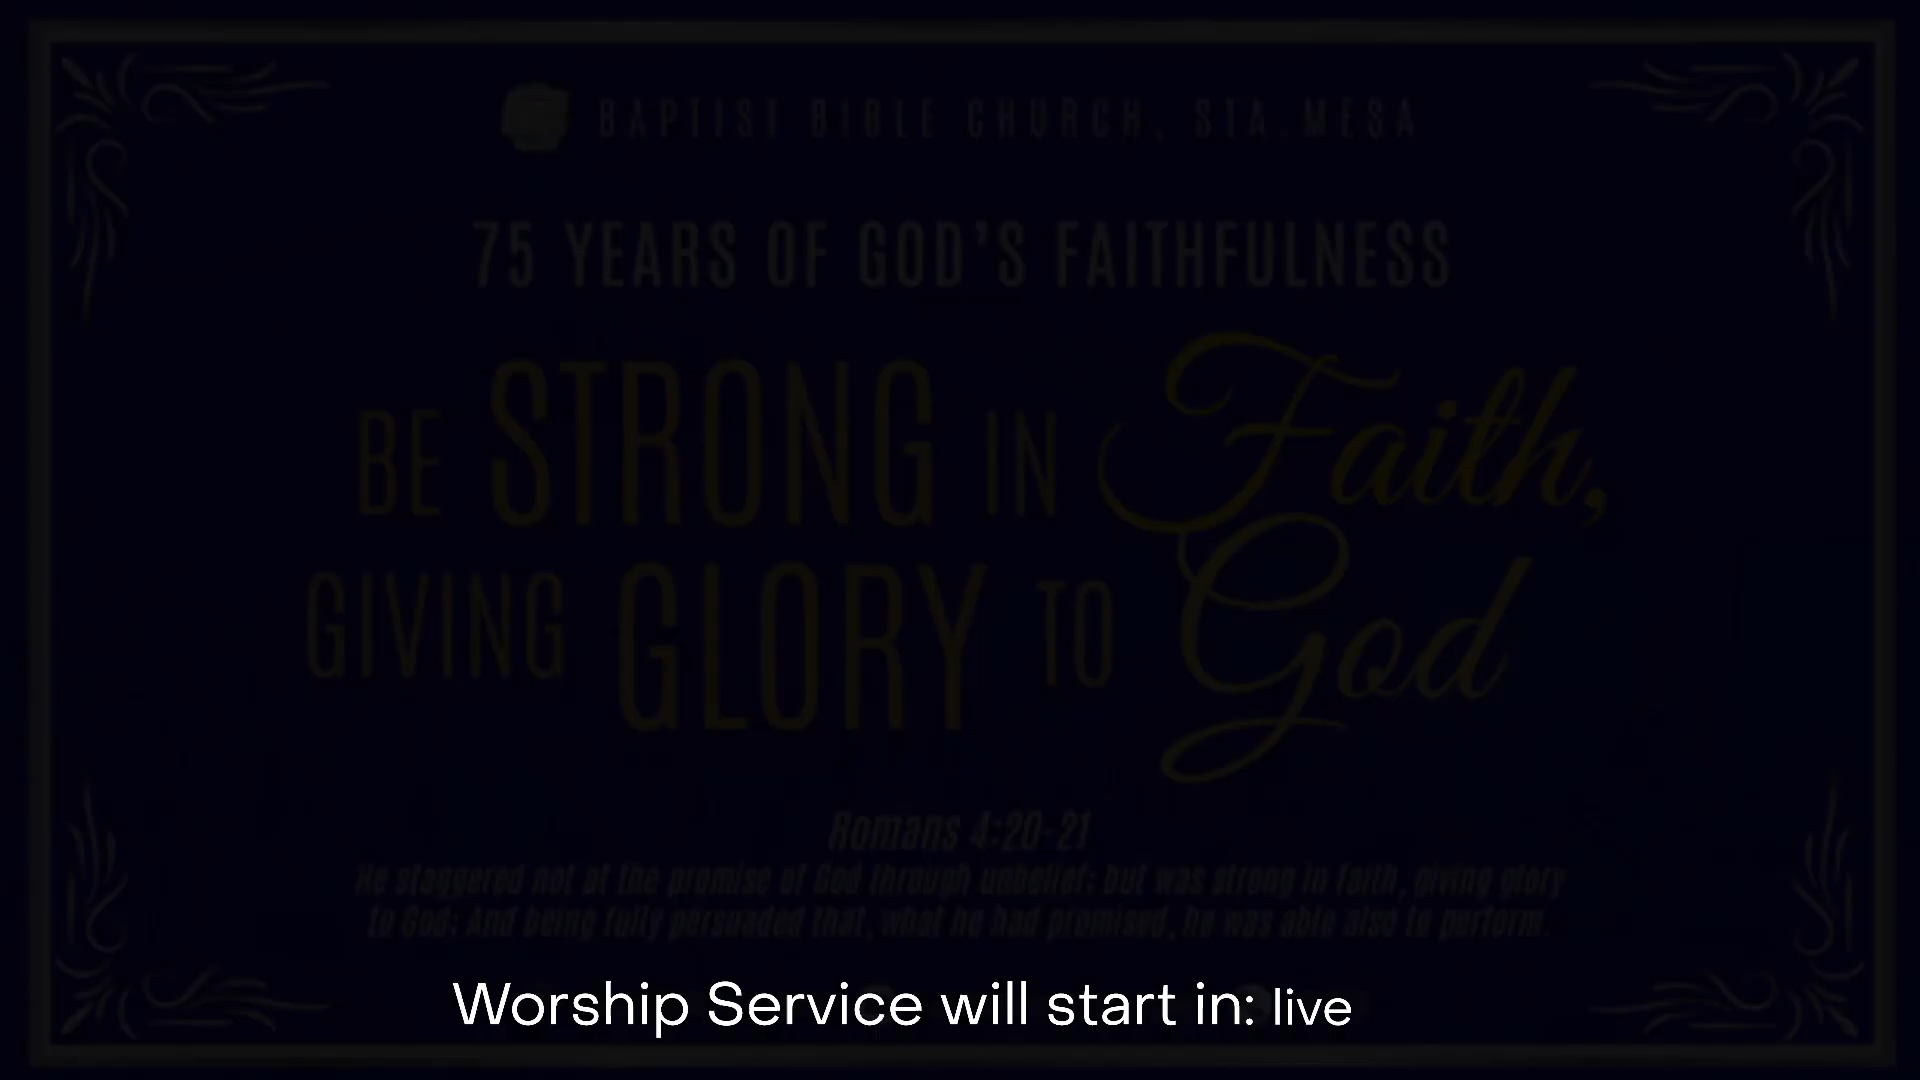 BAPTIST BIBLE CHURCH, STA.MESA
75 YEARS OF GOD'S FAITHFULNESS
BE STRONG IN Faith,
GIVING GLORY TO God
Romans 4:20-21
He staggered not at the promise of God through unbelief; but was strong in faith, giving glory
to God; And being fully persuaded that, what he had promised, he was able also to perform.
Worship Service will start in: live